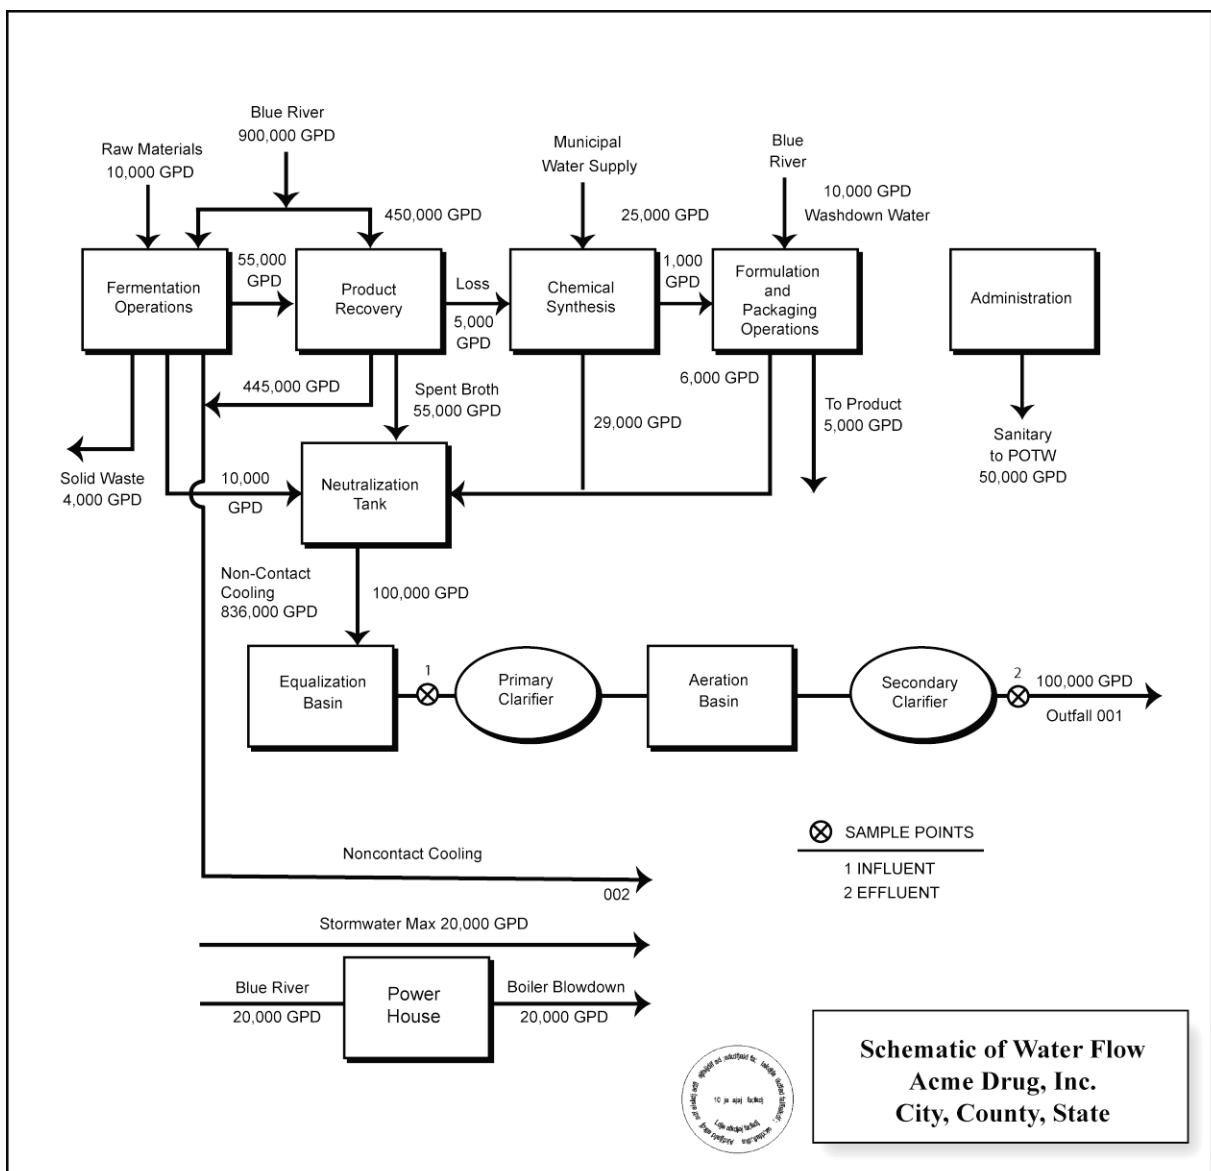 Blue River
900,000 GPD
Raw Materials
10,000 GPD
Municipal
Water Supply
Blue
River
450,000 GPD
25,000 GPD
10,000 GPD
Washdown Water
Fermentation
Operations
55,000
GPD
Product
Recovery
Loss
5,000
GPD
Chemical
Synthesis
1,000
GPD
Formulation
and
Packaging
Operations
Administration
445,000 GPD
Spent Broth
55,000 GPD
29,000 GPD
6,000 GPD
To Product
5,000 GPD
Sanitary
to POTW
50,000 GPD
Solid Waste
4,000 GPD
10,000
GPD
Neutralization
Tank
Non-Contact
Cooling
836,000 GPD
100,000 GPD
Equalization
Basin
1
Primary
Clarifier
Aeration
Basin
Secondary
Clarifier
2
100,000 GPD
Outfall 001
SAMPLE POINTS
1 INFLUENT
2 EFFLUENT
Noncontact Cooling
002
Stormwater Max 20,000 GPD
Blue River
20,000 GPD
Power
House
Boiler Blowdown
20,000 GPD
Schematic of Water Flow
Acme Drug, Inc.
City, County, State